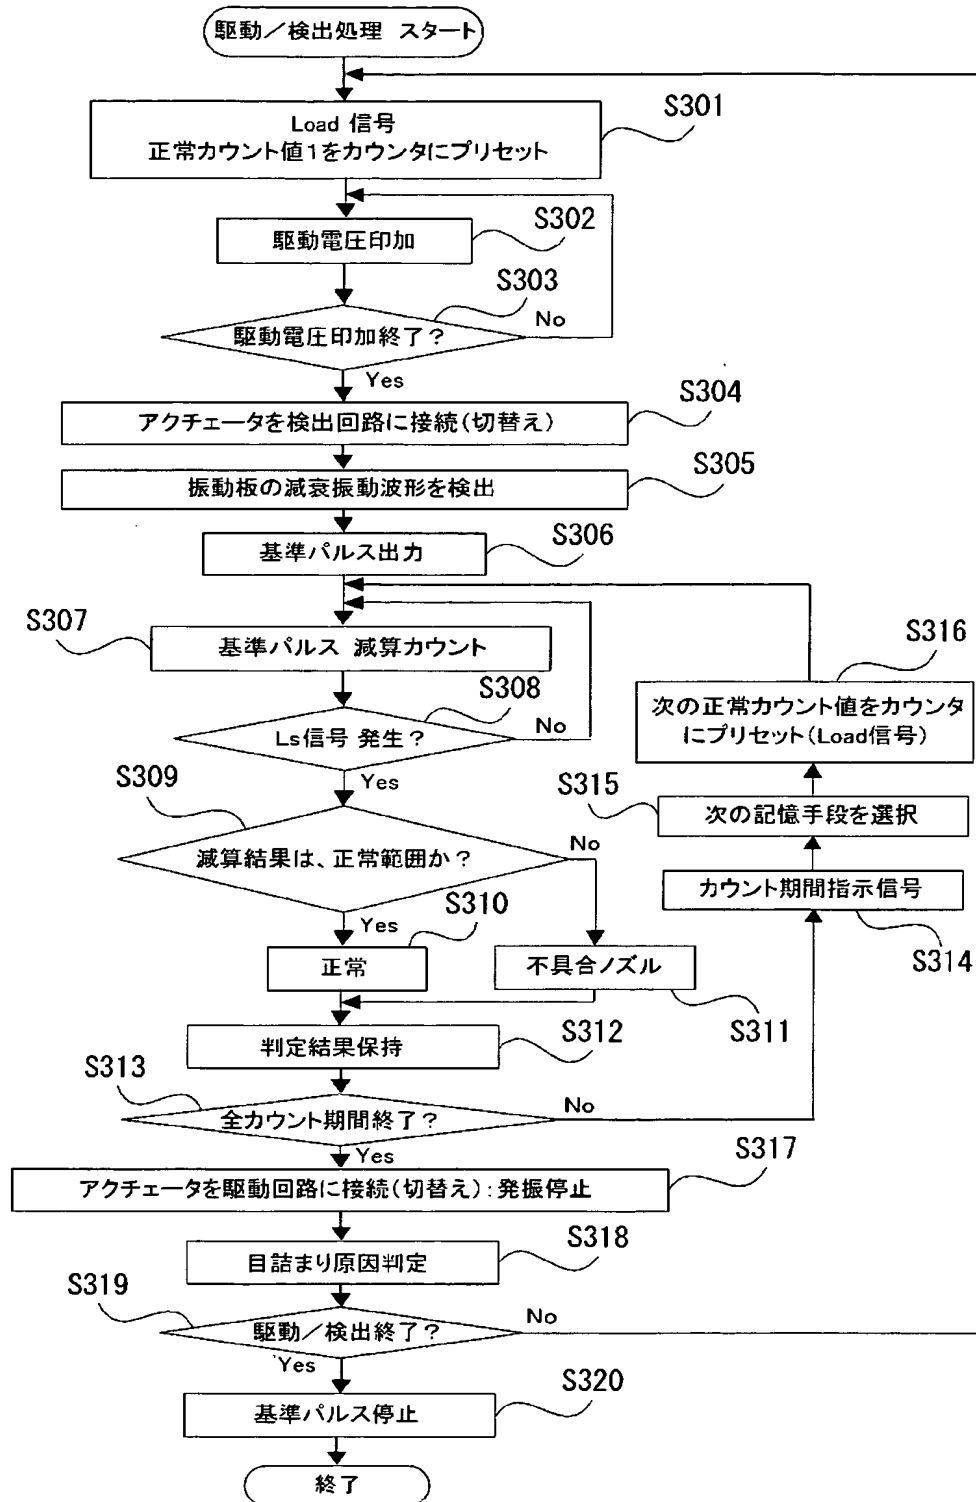 駆動／検出処理 スタート
S301
Load 信号
正常カウント値1をカウンタにプリセット
S302
駆動電圧印加
S303
駆動電圧印加終了？
No
Yes
S304
アクチェータを検出回路に接続(切替え)
S305
振動板の減衰振動波形を検出
S306
基準パルス出力
S307
基準パルス 減算カウント
S308
Ls信号 発生？
No
Yes
S309
減算結果は、正常範囲か？
No
Yes
S310
正常
不具合ノズル
S311
S312
判定結果保持
S313
全カウント期間終了？
No
Yes
S314
カウント期間指示信号
S315
次の記憶手段を選択
S316
次の正常カウント値をカウンタ
にプリセット(Load信号)
S317
アクチェータを駆動回路に接続(切替え)：発振停止
S318
目詰まり原因判定
S319
駆動／検出終了？
No
Yes
S320
基準パルス停止
終了